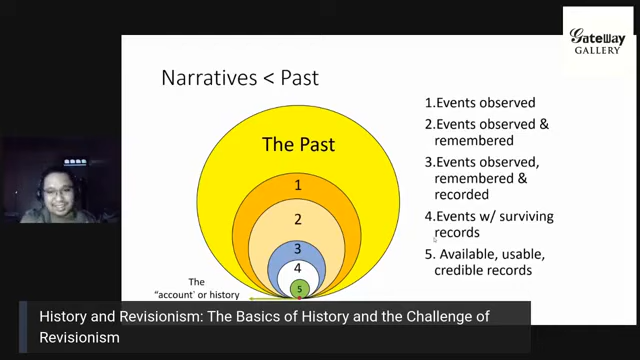 GateWay
GALLERY
Narratives < Past
The Past
1
2
3
4
5
1.Events observed
2.Events observed &
remembered
3.Events observed,
remembered &
recorded
4.Events w/ surviving
records
5. Available, usable,
credible records
The
"account` or history
History and Revisionism: The Basics of History and the Challenge of
Revisionism